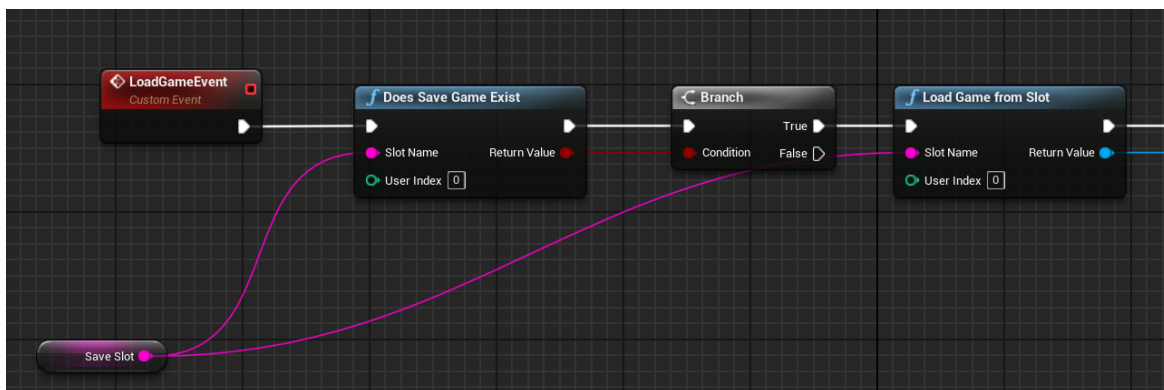 LoadGameEvent
Custom Event
f Does Save Game Exist
Slot Name Return Value
User Index 0
Branch
True
Condition False
f Load Game from Slot
Slot Name Return Value
User Index 0
Save Slot